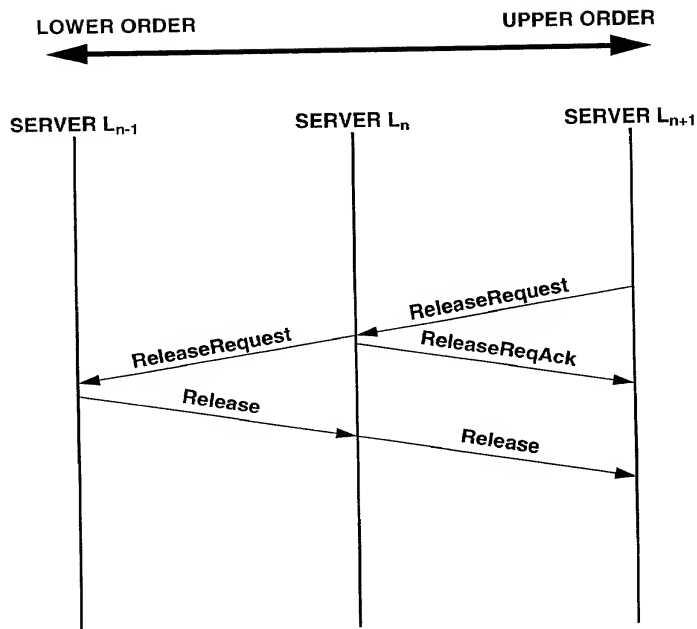 LOWER ORDER
UPPER ORDER
SERVER Ln-1
SERVER Ln
SERVER Ln+1
ReleaseRequest
ReleaseRequest
ReleaseReqAck
Release
Release